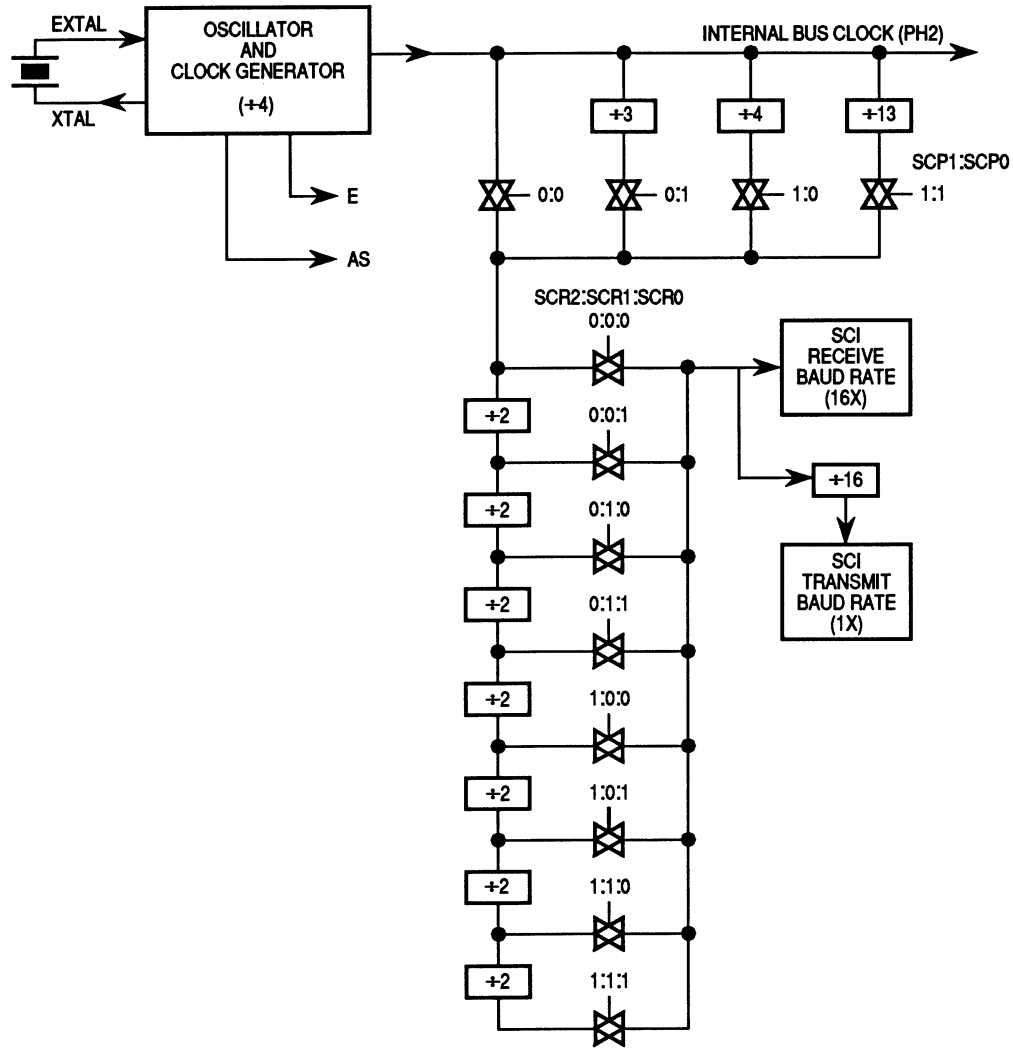 EXTAL
XTAL
OSCILLATOR
AND
CLOCK GENERATOR
(÷4)
INTERNAL BUS CLOCK (PH2)
÷3
÷4
÷13
SCP1:SCP0
0:0
0:1
1:0
1:1
E
AS
SCR2:SCR1:SCR0
0:0:0
÷2
0:0:1
÷2
0:1:0
÷2
0:1:1
÷2
1:0:0
÷2
1:0:1
÷2
1:1:0
÷2
1:1:1
SCI
RECEIVE
BAUD RATE
(16X)
÷16
SCI
TRANSMIT
BAUD RATE
(1X)